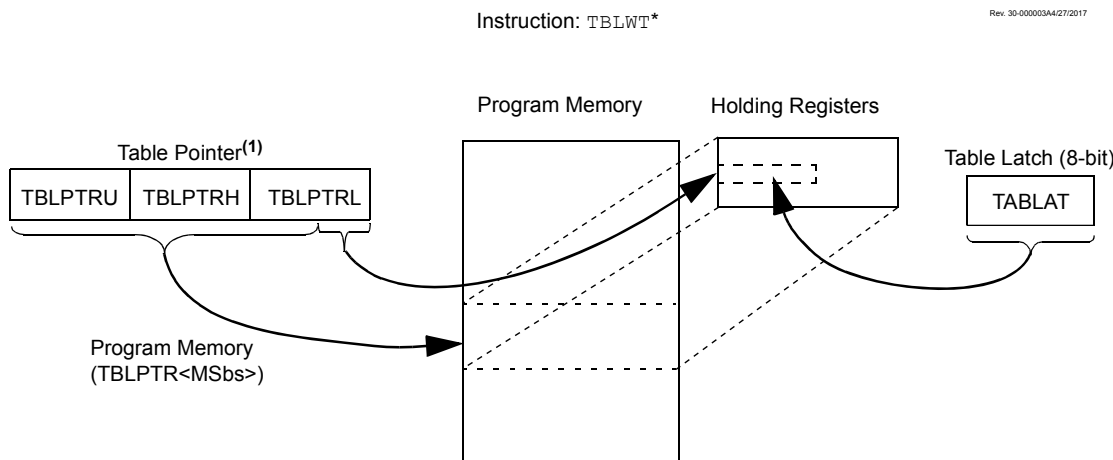 Instruction: TBLWT*
Rev. 30-000003A4/27/2017
Program Memory
Holding Registers
Table Pointer(1)
Table Latch (8-bit)
TBLPTRU
TBLPTRH
TBLPTRL
TABLAT
Program Memory
(TBLPTR<MSbs>)